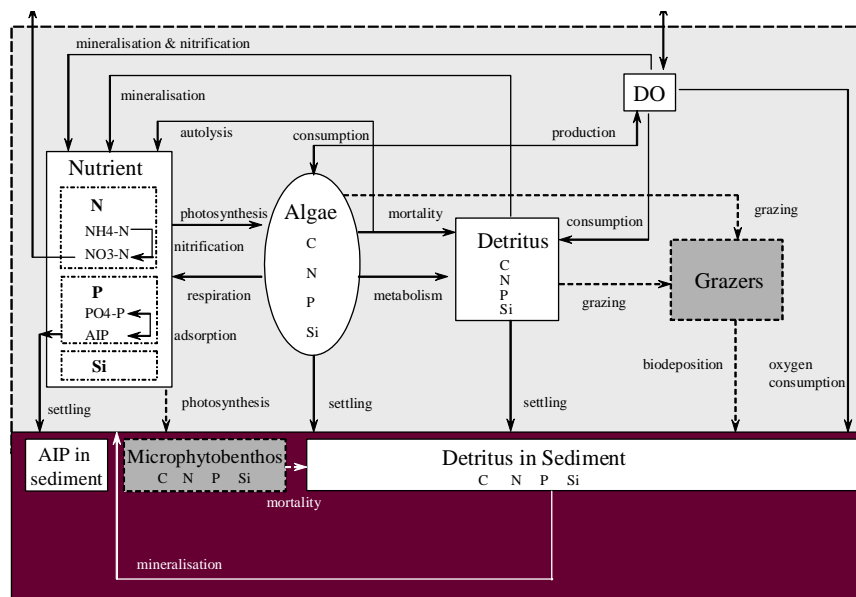 mineralisation & nitrification
mineralisation
DO
autolysis
consumption
production
Nutrient
N
NH4-N
NO3-N
photosynthesis
nitrification
Algae
C
N
P
Si
mortality
consumption
grazing
Detritus
C
N
P
Si
Grazers
respiration
metabolism
grazing
P
PO4-P
AIP
adsorption
Si
biodeposition
oxygen
consumption
settling
photosynthesis
settling
settling
AIP in
sediment
Microphytobenthos
C N P Si
mortality
Detritus in Sediment
C N P Si
mineralisation